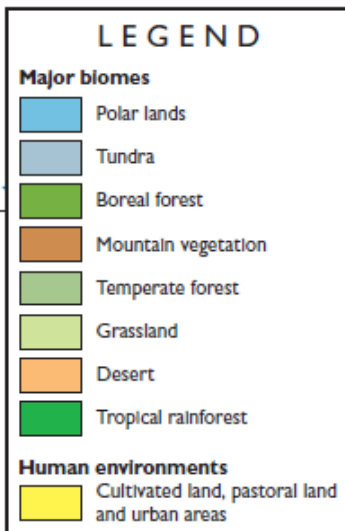 LEGEND
Major biomes
Polar lands
Tundra
Boreal forest
Mountain vegetation
Temperate forest
Grassland
Desert
Tropical rainforest
Human environments
Cultivated land, pastoral land
and urban areas